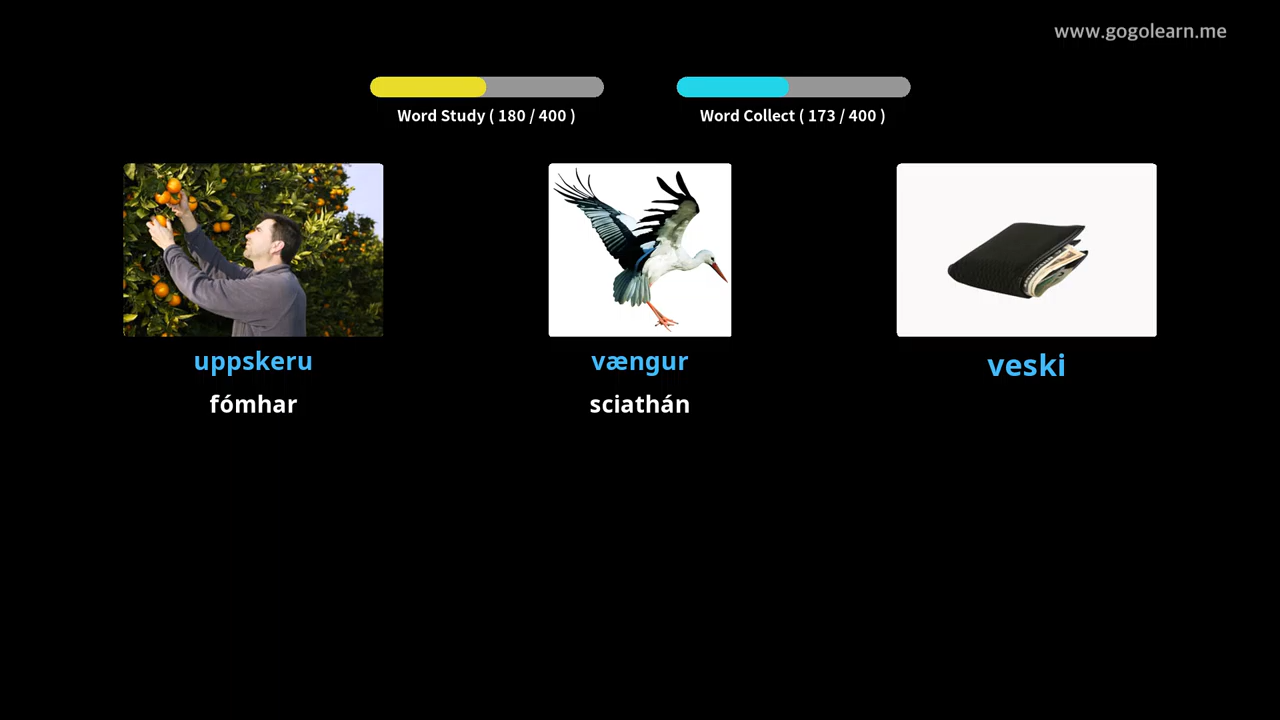 www.gogolearn.me
Word Study ( 180 / 400 )
Word Collect ( 173 / 400 )
uppskeru
vængur
veski
fómhar
sciathán